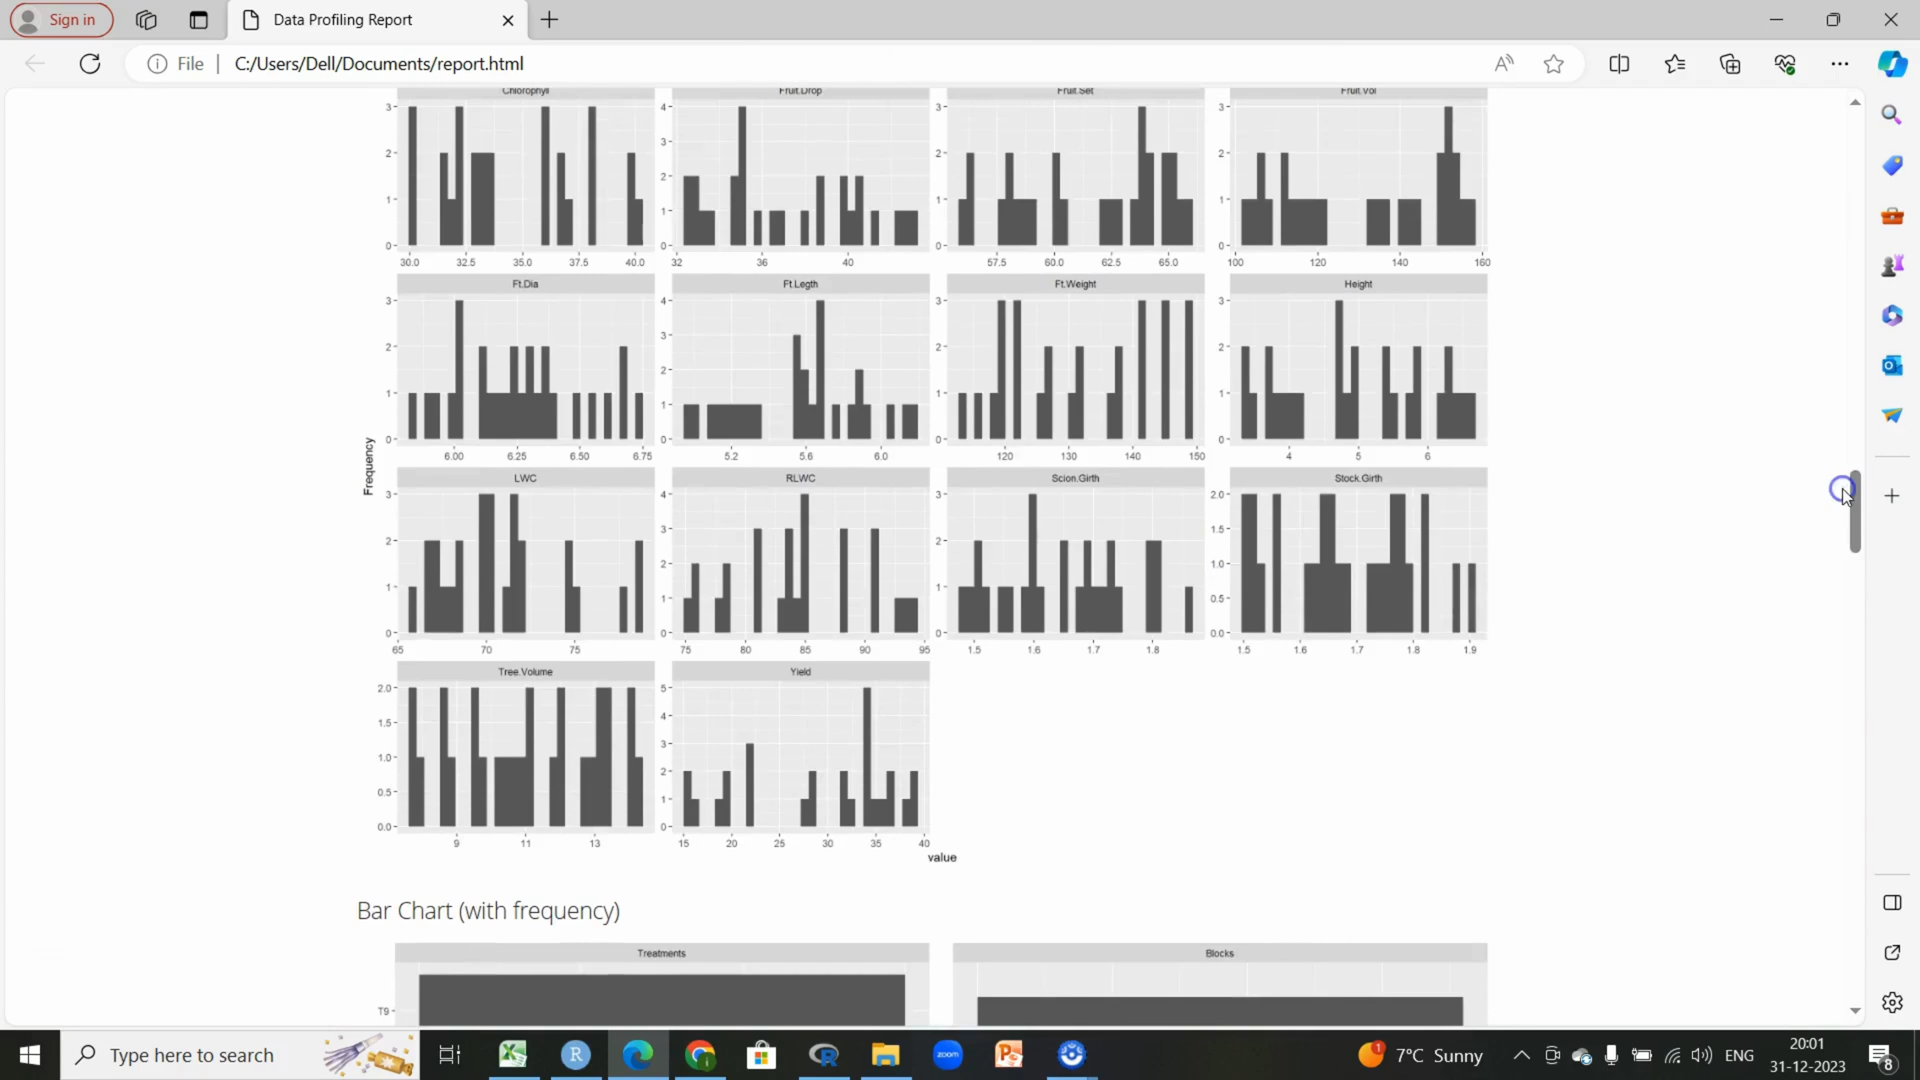 Sign in
Data Profiling Report
File
C:/Users/Dell/Documents/report.html
Chlorophyll
Fruit.Drop
Fruit.Set
Fruit.Vol
3
2
1
0
4
3
2
1
0
3
2
1
0
3
2
1
0
30.0 32.5 35.0 37.5 40.0
32 36 40
57.5 60.0 62.5 65.0
100 120 140 160
Ft.Dia
Ft.Legth
Ft.Weight
Height
3
2
1
0
4
3
2
1
0
3
2
1
0
3
2
1
0
6.00 6.25 6.50 6.75
5.2 5.6 6.0
120 130 140 150
4 5 6
Frequency
LWC
RLWC
Scion.Girth
Stock.Girth
3
2
1
0
4
3
2
1
0
3
2
1
0
2.0
1.5
1.0
0.5
0.0
65 70 75
75 80 85 90 95
1.5 1.6 1.7 1.8
1.5 1.6 1.7 1.8 1.9
Tree.Volume
Yield
2.0
1.5
1.0
0.5
0.0
5
4
3
2
1
0
9 11 13
15 20 25 30 35 40
value
Bar Chart (with frequency)
Treatments
Blocks
T9
Type here to search
zoom
1
7°C Sunny
ENG
20:01
31-12-2023
8